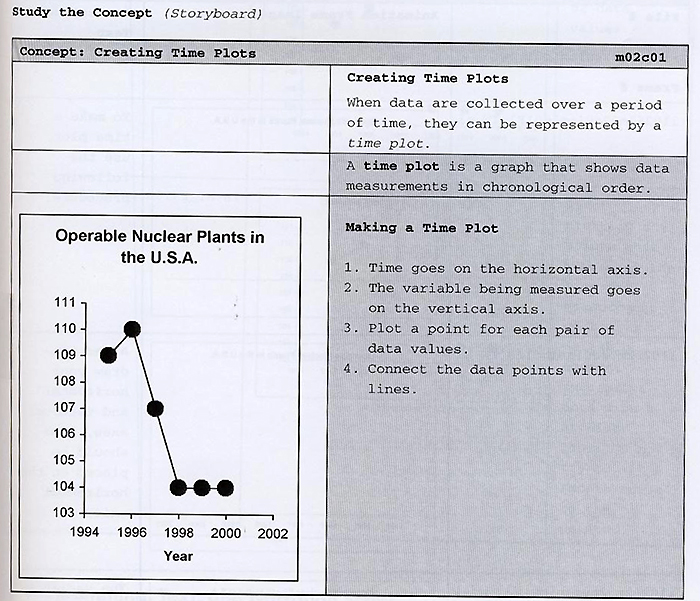 Study the Concept (Storyboard)
Concept: Creating Time Plots m02c01
Creating Time Plots
When data are collected over a period
of time, they can be represented by a
time plot.
A time plot is a graph that shows data
measurements in chronological order.
Operable Nuclear Plants in
the U.S.A.
111
110
109
108
107
106
105
104
103
1994 1996 1998 2000 2002
Year
Making a Time Plot
1. Time goes on the horizontal axis.
2. The variable being measured goes
on the vertical axis.
3. Plot a point for each pair of
data values.
4. Connect the data points with
lines.